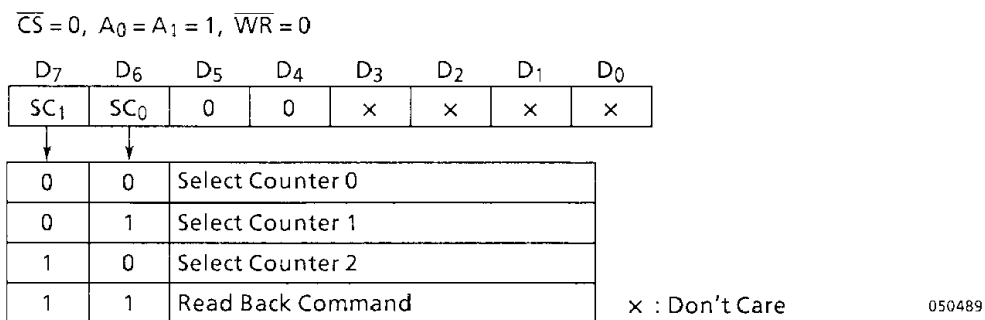 C̅S̅ = 0, A₀ = A₁ = 1, W̅R̅ = 0
D₇ D₆ D₅ D₄ D₃ D₂ D₁ D₀
SC₁ SC₀ 0 0 × × × ×
0 0 Select Counter 0
0 1 Select Counter 1
1 0 Select Counter 2
1 1 Read Back Command
× : Don't Care 050489